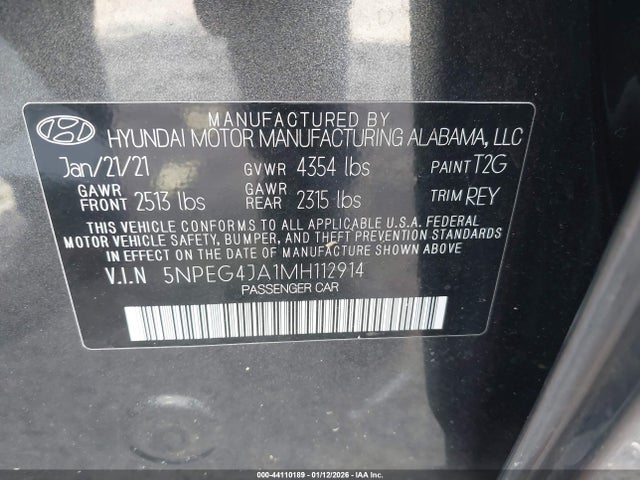 MANUFACTURED BY
HYUNDAI MOTOR MANUFACTURING ALABAMA, LLC
Jan/21/21 GVWR 4354 lbs PAINT T2G
GAWR FRONT 2513 lbs GAWR REAR 2315 lbs TRIM REY
THIS VEHICLE CONFORMS TO ALL APPLICABLE U.S.A. FEDERAL
MOTOR VEHICLE SAFETY, BUMPER, AND THEFT PREVENTION STANDARDS
IN EFFECT ON THE DATE OF MANUFACTURE SHOWN ABOVE.
V.I.N 5NPEG4JA1MH112914
PASSENGER CAR
000-44110189 - 01/12/2026 - IAA Inc.